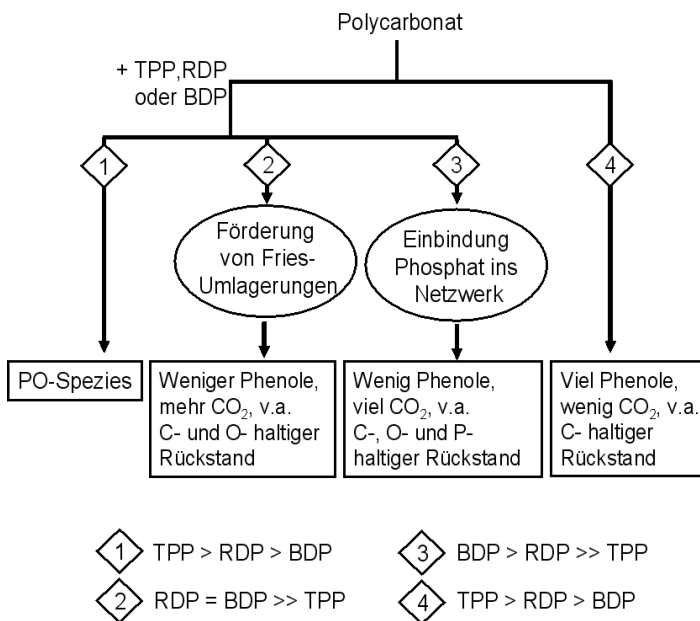 Polycarbonat
+ TPP,RDP
oder BDP
1
2
3
4
Förderung
von Fries-
Umlagerungen
Einbindung
Phosphat ins
Netzwerk
PO-Spezies
Weniger Phenole,
mehr CO₂, v.a.
C- und O- haltiger
Rückstand
Wenig Phenole,
viel CO₂, v.a.
C-, O- und P-
haltiger Rückstand
Viel Phenole,
wenig CO₂, v.a.
C- haltiger
Rückstand
1 TPP > RDP > BDP
3 BDP > RDP >> TPP
2 RDP = BDP >> TPP
4 TPP > RDP > BDP